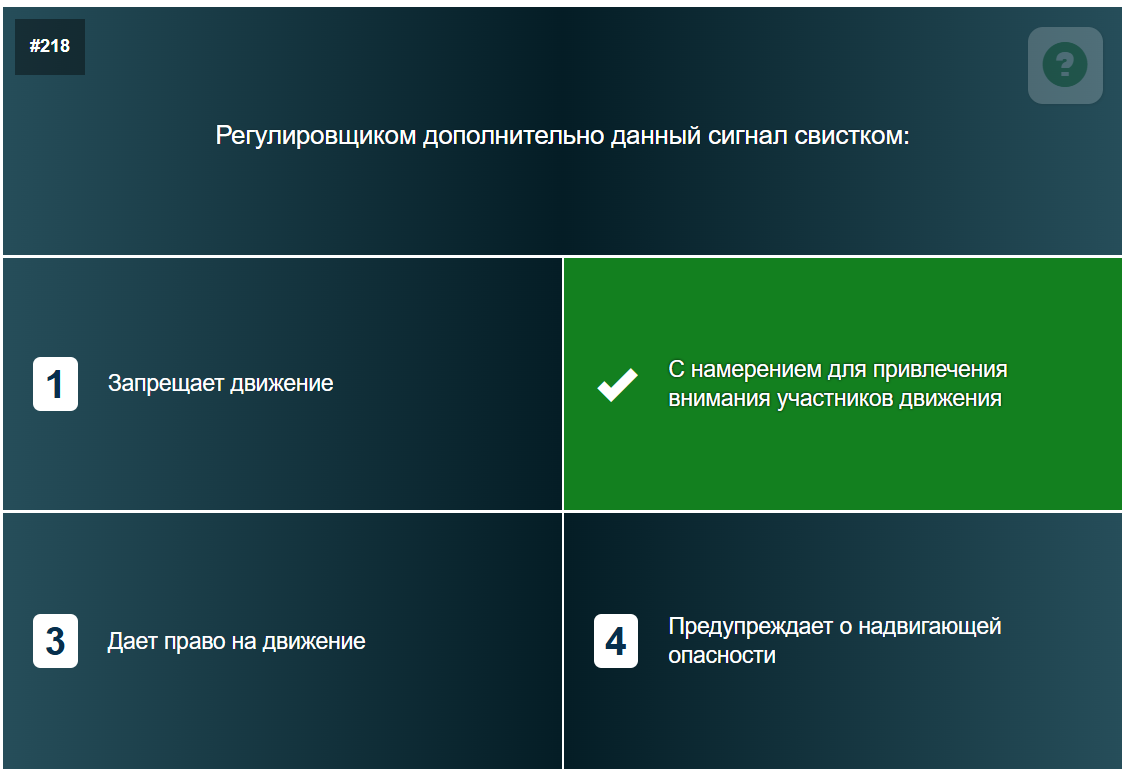 #218
?
Регулировщиком дополнительно данный сигнал свистком:
1
Запрещает движение
С намерением для привлечения
внимания участников движения
3
Дает право на движение
4
Предупреждает о надвигающей
опасности